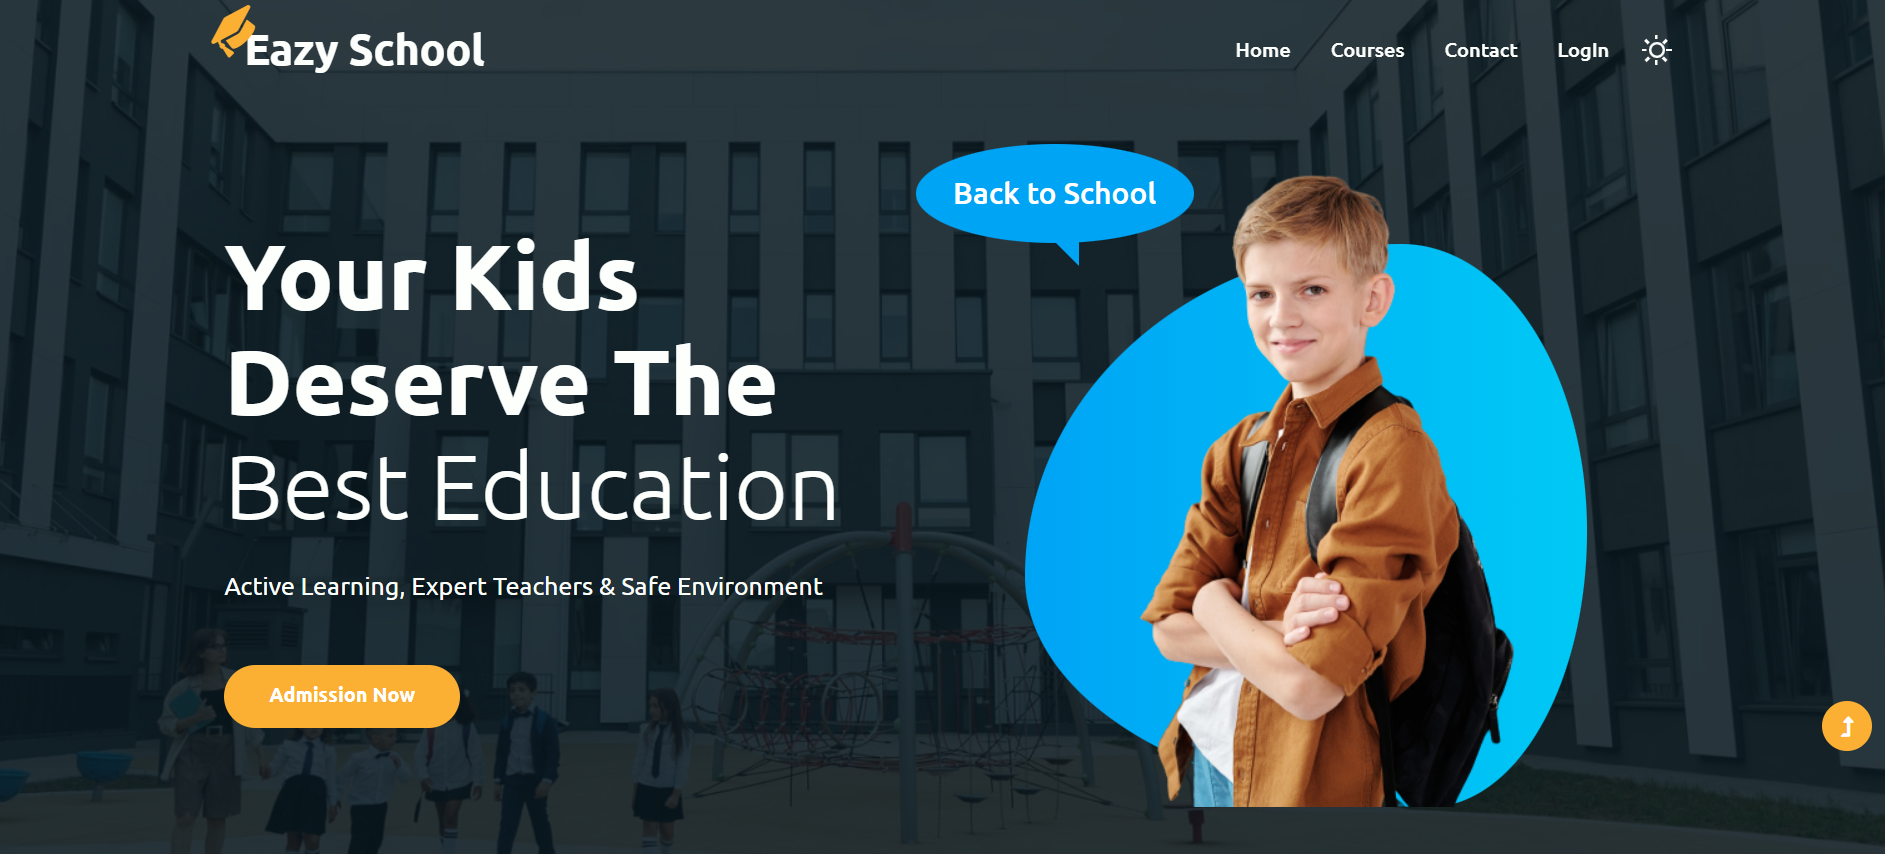 Eazy School
Home
Courses
Contact
LogIn
Back to School
Your Kids
Deserve The
Best Education
Active Learning, Expert Teachers & Safe Environment
Admission Now